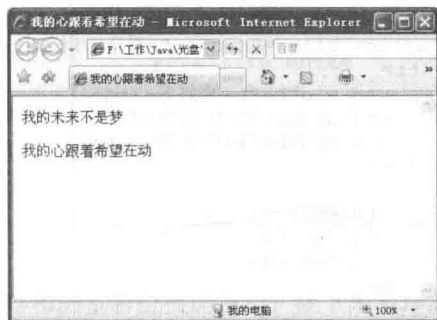 我的心跟着希望在动 - Microsoft Internet Explorer
F:\工作\Java\光盘 百度
我的心跟着希望在动
我的未来不是梦
我的心跟着希望在动
我的电脑 100%